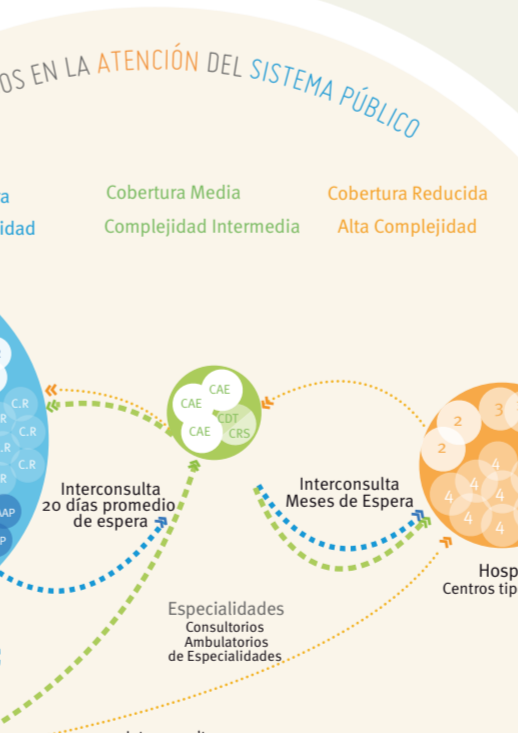 OS EN LA ATENCIÓN DEL SISTEMA PÚBLICO
Cobertura Media
Cobertura Reducida
idad
Complejidad Intermedia
Alta Complejidad
C.R
C.R
C.R
AP
P
CAE
CAE
CDT
CAE
CRS
3
2
2
4
4
4
4
4
4
Interconsulta
20 días promedio
de espera
Interconsulta
Meses de Espera
Hosp
Centros tip
Especialidades
Consultorios
Ambulatorios
de Especialidades